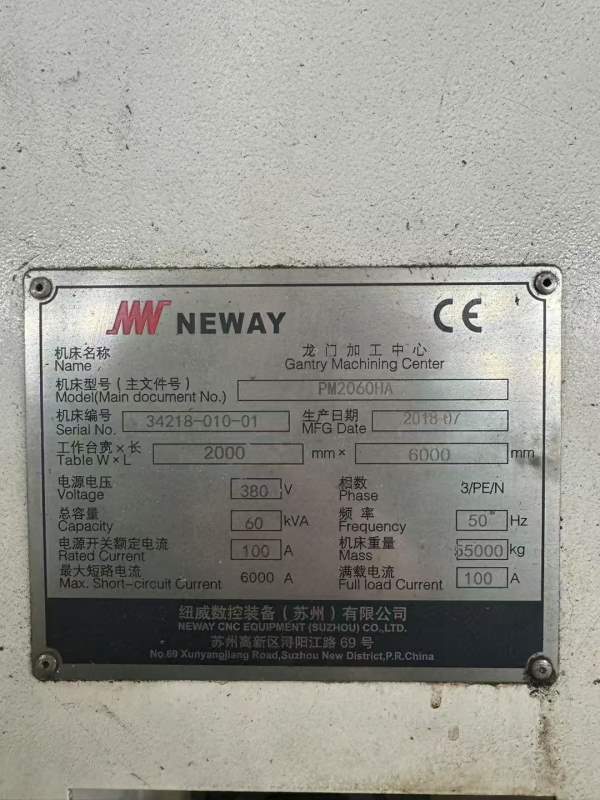 NEWAY CE
机床名称 龙门加工中心
Name Gantry Machining Center
机床型号(主文件号)
Model(Main document No.) PM2060HA
机床编号 生产日期
Serial No. 34218-010-01 MFG Date 2018-07
工作台宽×长
Table W×L 2000 mm× 6000 mm
电源电压 相数
Voltage 380 V Phase 3/PE/N
总容量 频率
Capacity 60 kVA Frequency 50 Hz
电源开关额定电流 机床重量
Rated Current 100 A Mass 55000 kg
最大短路电流 满载电流
Max. Short-circuit Current 6000 A Full load Current 100 A
纽威数控装备(苏州)有限公司
NEWAY CNC EQUIPMENT (SUZHOU) CO.,LTD.
苏州高新区浔阳江路 69 号
No.69 Xunyangjiang Road,Suzhou New District,P.R.China